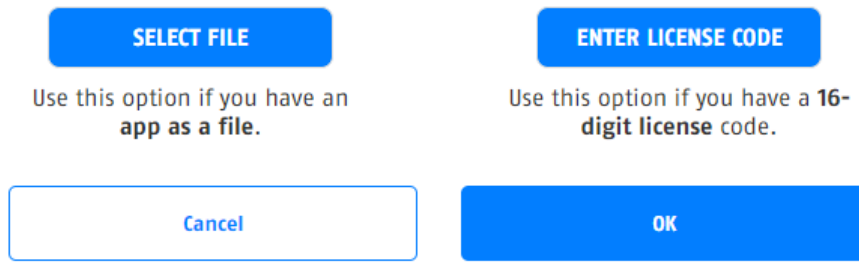 SELECT FILE
Use this option if you have an
app as a file.
ENTER LICENSE CODE
Use this option if you have a 16-
digit license code.
Cancel
OK